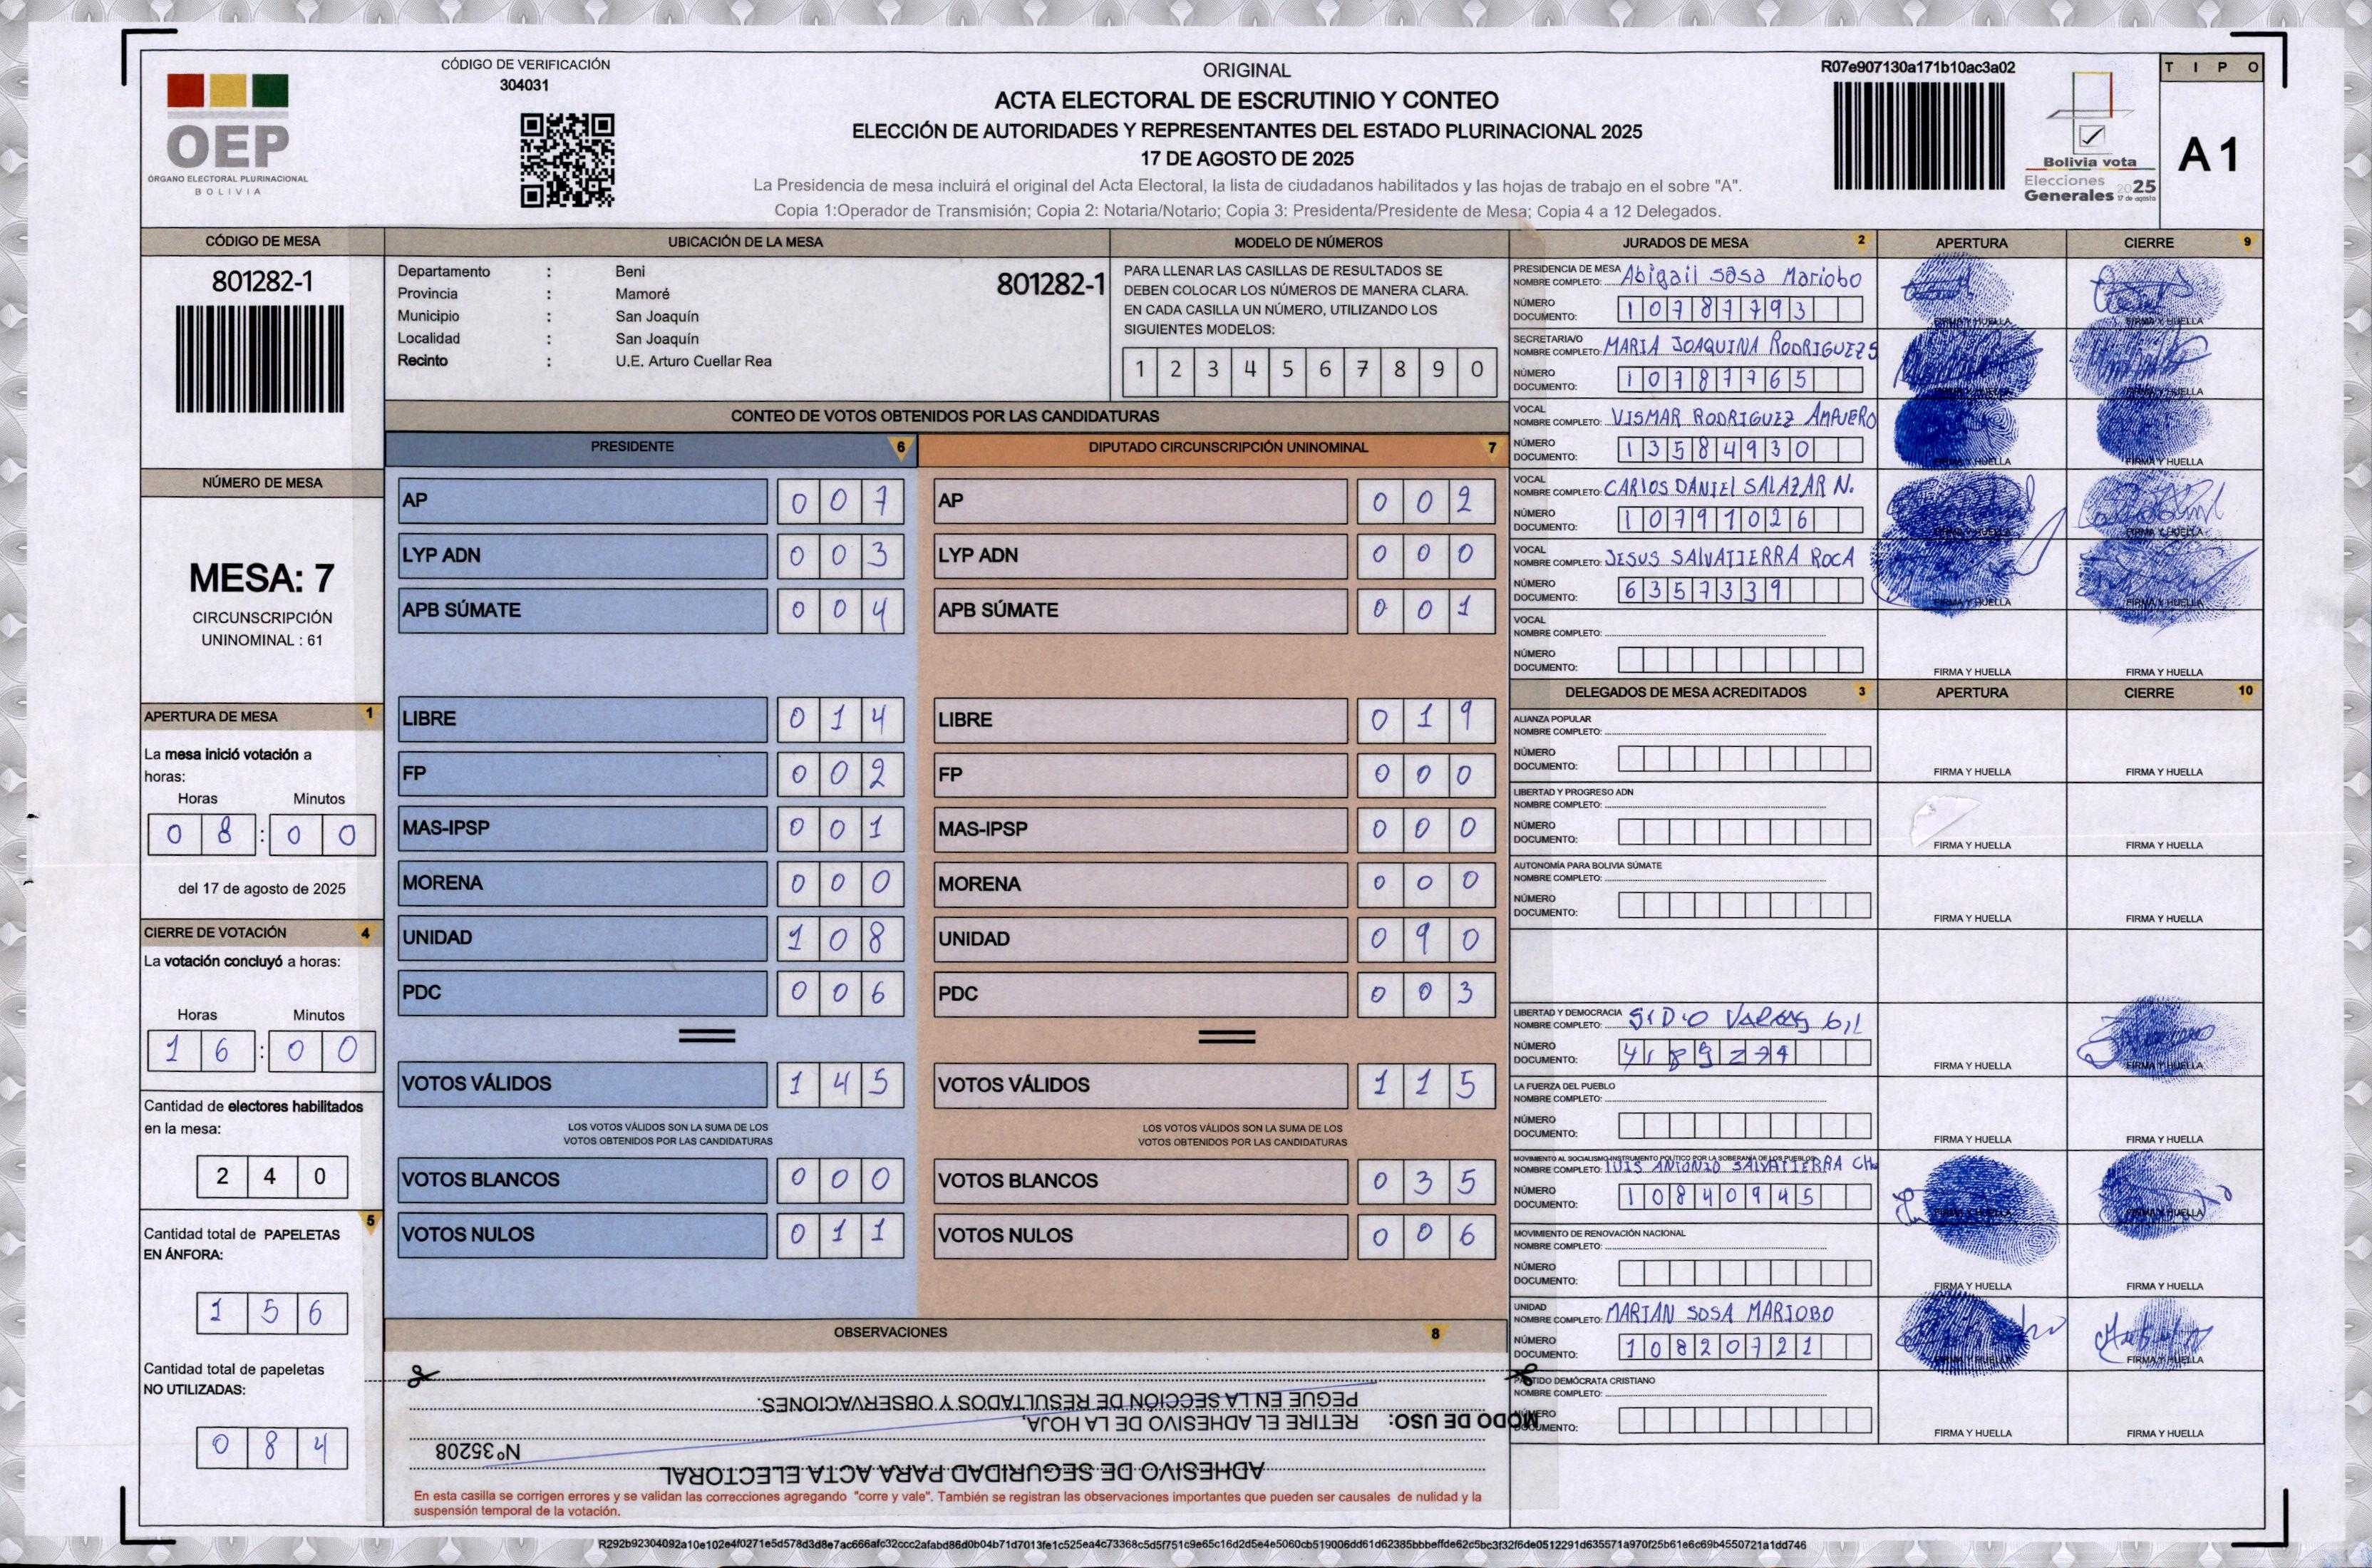 OEP
ÓRGANO ELECTORAL PLURINACIONAL
BOLIVIA
CÓDIGO DE VERIFICACIÓN
304031
ORIGINAL
ACTA ELECTORAL DE ESCRUTINIO Y CONTEO
ELECCIÓN DE AUTORIDADES Y REPRESENTANTES DEL ESTADO PLURINACIONAL 2025
17 DE AGOSTO DE 2025
La Presidencia de mesa incluirá el original del Acta Electoral, la lista de ciudadanos habilitados y las hojas de trabajo en el sobre "A".
Copia 1:Operador de Transmisión; Copia 2: Notaria/Notario; Copia 3: Presidenta/Presidente de Mesa; Copia 4 a 12 Delegados.
R07e907130a171b10ac3a02
Bolivia vota
Elecciones
Generales 2025
17 de agosto
TIPO
A1
CÓDIGO DE MESA
801282-1
NÚMERO DE MESA
MESA: 7
CIRCUNSCRIPCIÓN
UNINOMINAL : 61
APERTURA DE MESA 1
La mesa inició votación a
horas:
Horas Minutos
0 8 : 0 0
del 17 de agosto de 2025
CIERRE DE VOTACIÓN 4
La votación concluyó a horas:
Horas Minutos
1 6 : 0 0
Cantidad de electores habilitados
en la mesa:
2 4 0
5
Cantidad total de PAPELETAS
EN ÁNFORA:
1 5 6
Cantidad total de papeletas
NO UTILIZADAS:
0 8 4
UBICACIÓN DE LA MESA
Departamento : Beni
Provincia : Mamoré
Municipio : San Joaquín
Localidad : San Joaquín
Recinto : U.E. Arturo Cuellar Rea
801282-1
MODELO DE NÚMEROS
PARA LLENAR LAS CASILLAS DE RESULTADOS SE
DEBEN COLOCAR LOS NÚMEROS DE MANERA CLARA.
EN CADA CASILLA UN NÚMERO, UTILIZANDO LOS
SIGUIENTES MODELOS:
1 2 3 4 5 6 7 8 9 0
CONTEO DE VOTOS OBTENIDOS POR LAS CANDIDATURAS
PRESIDENTE 6
AP 0 0 7
LYP ADN 0 0 3
APB SÚMATE 0 0 4
LIBRE 0 1 4
FP 0 0 2
MAS-IPSP 0 0 1
MORENA 0 0 0
UNIDAD 1 0 8
PDC 0 0 6
VOTOS VÁLIDOS 1 4 5
LOS VOTOS VÁLIDOS SON LA SUMA DE LOS
VOTOS OBTENIDOS POR LAS CANDIDATURAS
VOTOS BLANCOS 0 0 0
VOTOS NULOS 0 1 1
DIPUTADO CIRCUNSCRIPCIÓN UNINOMINAL 7
AP 0 0 2
LYP ADN 0 0 0
APB SÚMATE 0 0 1
LIBRE 0 1 9
FP 0 0 0
MAS-IPSP 0 0 0
MORENA 0 0 0
UNIDAD 0 9 0
PDC 0 0 3
VOTOS VÁLIDOS 1 1 5
LOS VOTOS VÁLIDOS SON LA SUMA DE LOS
VOTOS OBTENIDOS POR LAS CANDIDATURAS
VOTOS BLANCOS 0 3 5
VOTOS NULOS 0 0 6
OBSERVACIONES 8
ADHESIVO DE SEGURIDAD PARA ACTA ELECTORAL
N° 35208
MODO DE USO: RETIRE EL ADHESIVO DE LA HOJA,
PEGUE EN LA SECCIÓN DE RESULTADOS Y OBSERVACIONES.
En esta casilla se corrigen errores y se validan las correcciones agregando "corre y vale". También se registran las observaciones importantes que pueden ser causales de nulidad y la
suspensión temporal de la votación.
JURADOS DE MESA 2 APERTURA CIERRE 9
PRESIDENCIA DE MESA
NOMBRE COMPLETO: Abigail sosa Mariobo
NÚMERO
DOCUMENTO: 1 0 7 8 7 7 9 3
FIRMA Y HUELLA FIRMA Y HUELLA
SECRETARIA/O
NOMBRE COMPLETO: MARIA JOAQUINA RODRIGUEZ S
NÚMERO
DOCUMENTO: 1 0 7 8 7 7 6 5
FIRMA Y HUELLA
VOCAL
NOMBRE COMPLETO: VISMAR RODRIGUEZ AMPUERO
NÚMERO
DOCUMENTO: 1 3 5 8 4 9 3 0
FIRMA Y HUELLA FIRMA Y HUELLA
VOCAL
NOMBRE COMPLETO: CARLOS DANIEL SALAZAR N.
NÚMERO
DOCUMENTO: 1 0 7 9 1 0 2 6
FIRMA Y HUELLA FIRMA Y HUELLA
VOCAL
NOMBRE COMPLETO: JESUS SALVATIERRA ROCA
NÚMERO
DOCUMENTO: 6 3 5 7 3 3 9
FIRMA Y HUELLA FIRMA Y HUELLA
VOCAL
NOMBRE COMPLETO:
NÚMERO
DOCUMENTO:
FIRMA Y HUELLA FIRMA Y HUELLA
DELEGADOS DE MESA ACREDITADOS 3 APERTURA CIERRE 10
ALIANZA POPULAR
NOMBRE COMPLETO:
NÚMERO
DOCUMENTO:
FIRMA Y HUELLA FIRMA Y HUELLA
LIBERTAD Y PROGRESO ADN
NOMBRE COMPLETO:
NÚMERO
DOCUMENTO:
FIRMA Y HUELLA FIRMA Y HUELLA
AUTONOMÍA PARA BOLIVIA SÚMATE
NOMBRE COMPLETO:
NÚMERO
DOCUMENTO:
FIRMA Y HUELLA FIRMA Y HUELLA
LIBERTAD Y DEMOCRACIA
NOMBRE COMPLETO:
NÚMERO
DOCUMENTO:
FIRMA Y HUELLA FIRMA Y HUELLA
LA FUERZA DEL PUEBLO
NOMBRE COMPLETO:
NÚMERO
DOCUMENTO:
FIRMA Y HUELLA FIRMA Y HUELLA
MOVIMIENTO AL SOCIALISMO-INSTRUMENTO POLÍTICO POR LA SOBERANÍA DE LOS PUEBLOS
NOMBRE COMPLETO: LUIS ANTONIO SALVATIERRA
NÚMERO
DOCUMENTO: 1 0 8 4 0 9 4 5
FIRMA Y HUELLA FIRMA Y HUELLA
MOVIMIENTO DE RENOVACIÓN NACIONAL
NOMBRE COMPLETO:
NÚMERO
DOCUMENTO:
FIRMA Y HUELLA FIRMA Y HUELLA
UNIDAD
NOMBRE COMPLETO: MARIAN SOSA MARIOBO
NÚMERO
DOCUMENTO: 1 0 8 2 0 7 2 1
FIRMA Y HUELLA FIRMA Y HUELLA
PARTIDO DEMÓCRATA CRISTIANO
NOMBRE COMPLETO:
NÚMERO
DOCUMENTO:
FIRMA Y HUELLA FIRMA Y HUELLA